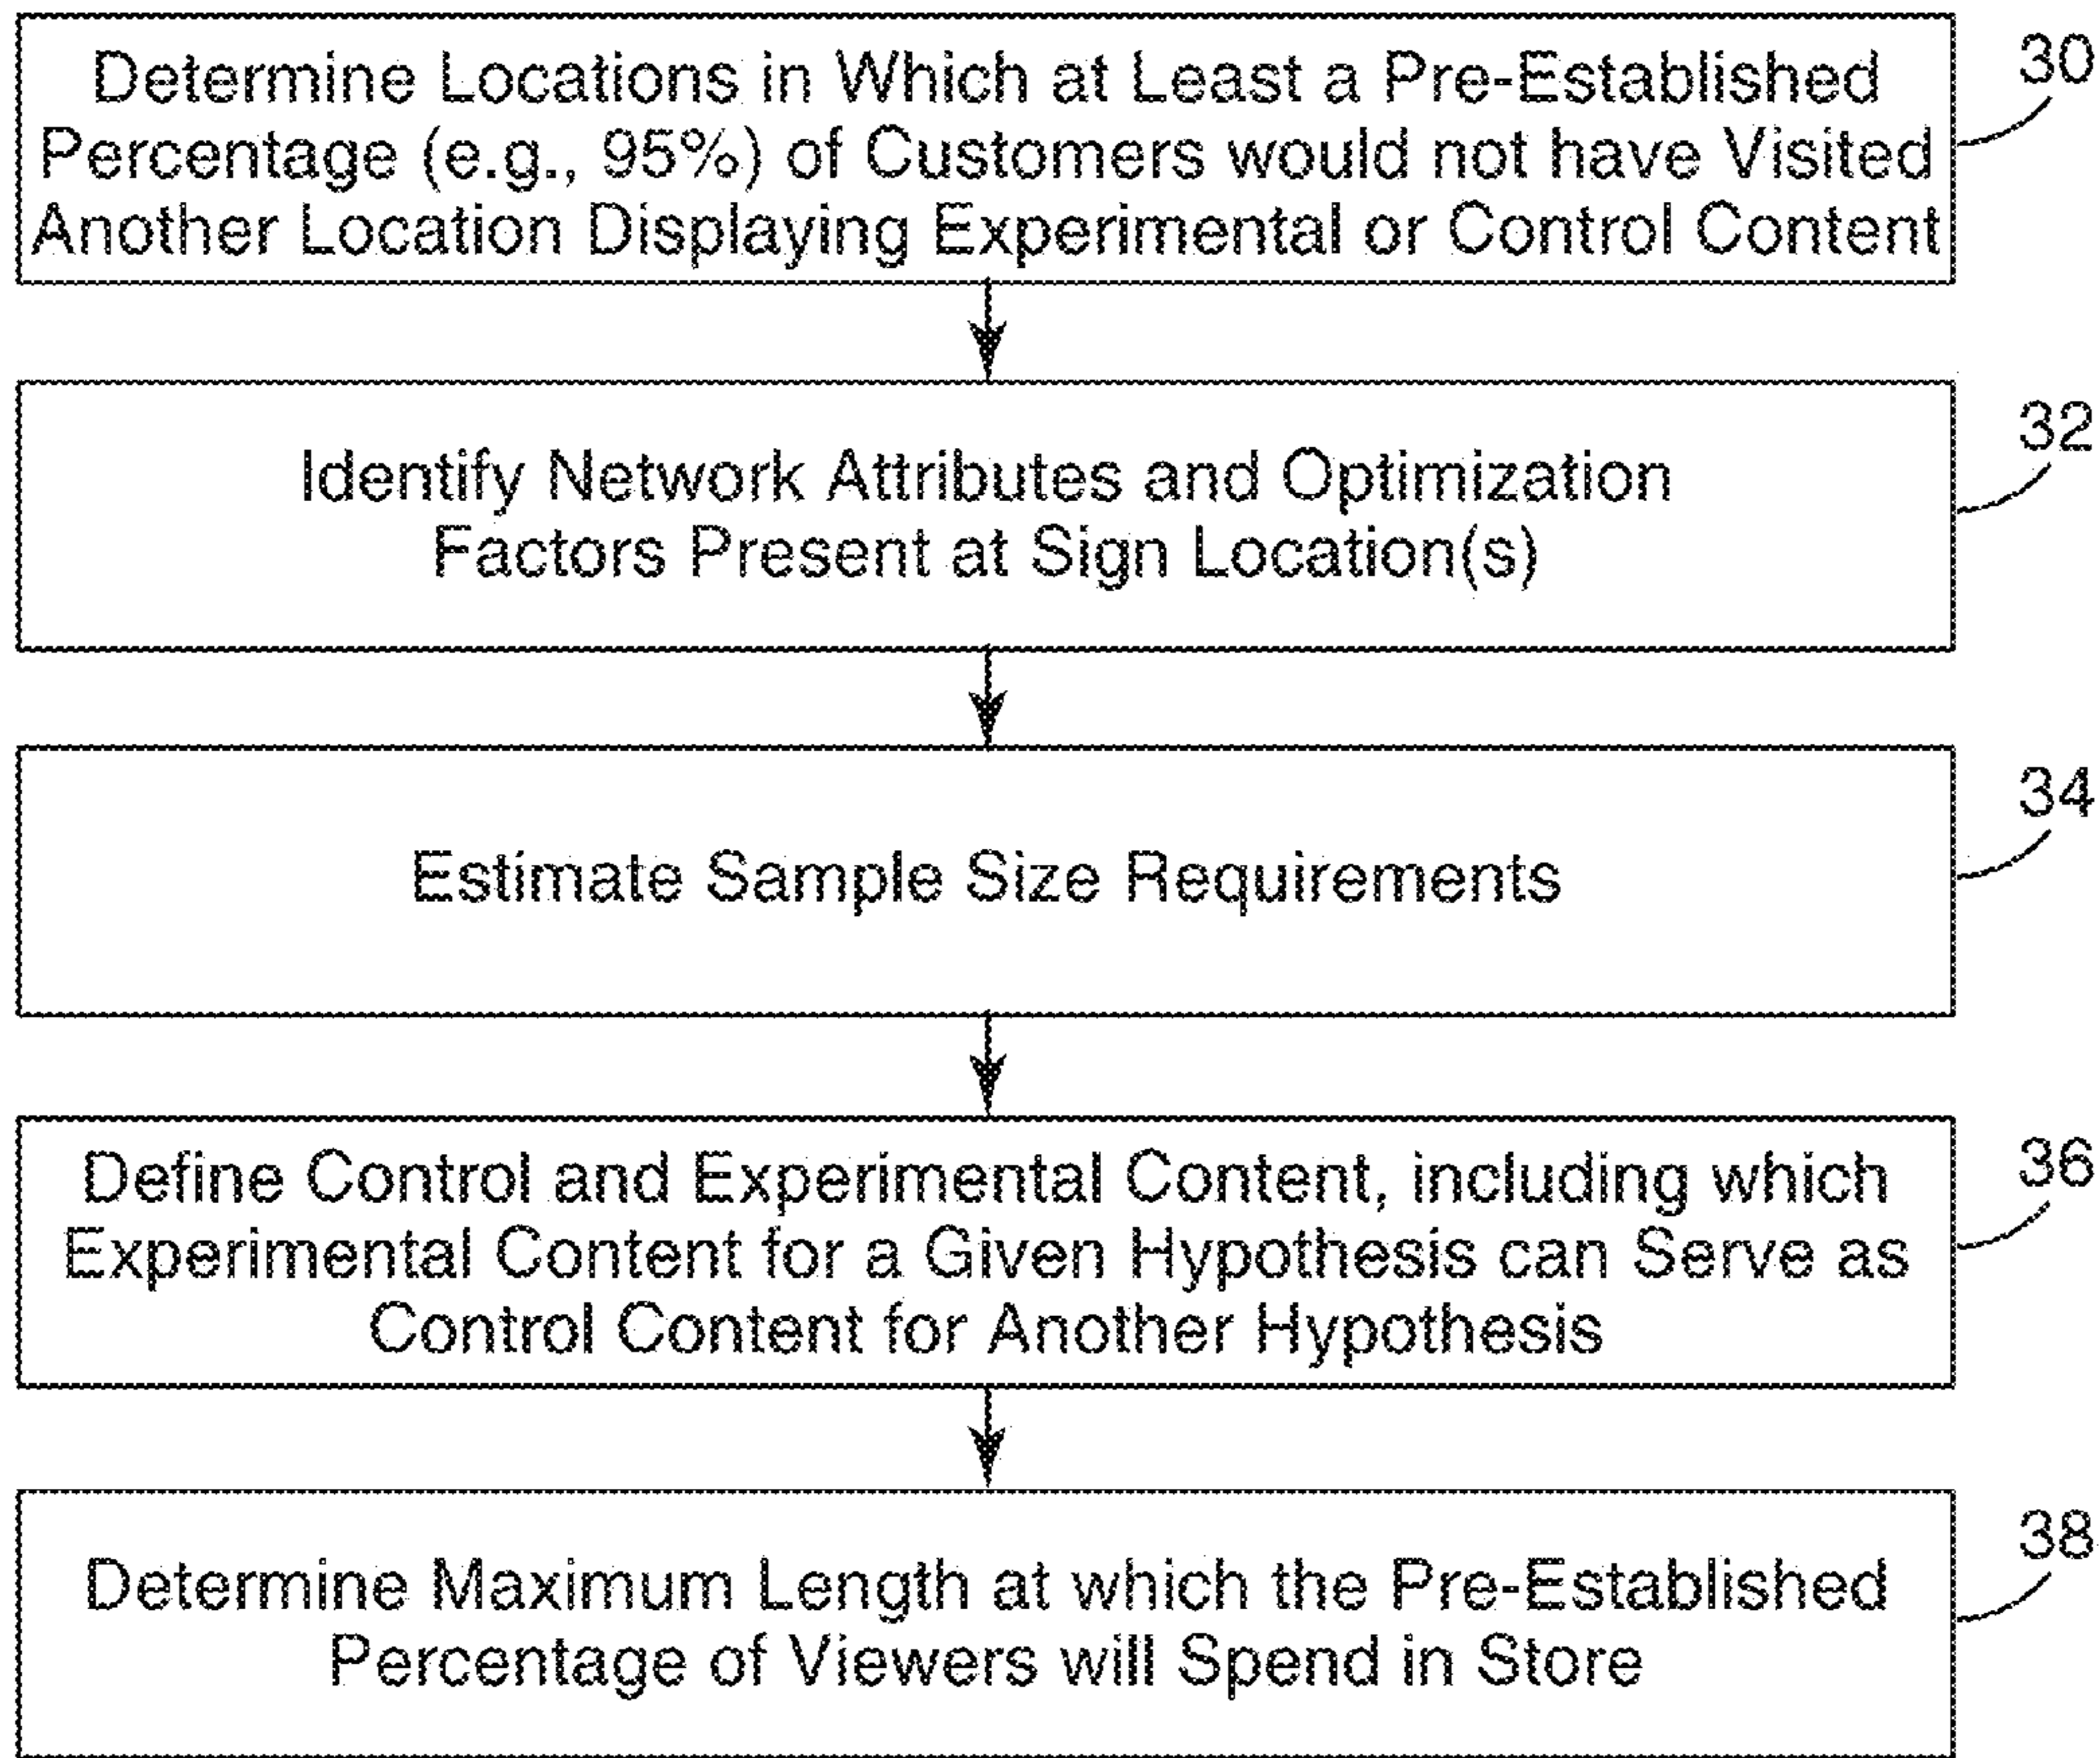 Determine Locations in Which at Least a Pre-Established
Percentage (e.g., 95%) of Customers would not have Visited
Another Location Displaying Experimental or Control Content
30
Identify Network Attributes and Optimization
Factors Present at Sign Location(s)
32
Estimate Sample Size Requirements
34
Define Control and Experimental Content, including which
Experimental Content for a Given Hypothesis can Serve as
Control Content for Another Hypothesis
36
Determine Maximum Length at which the Pre-Established
Percentage of Viewers will Spend in Store
38